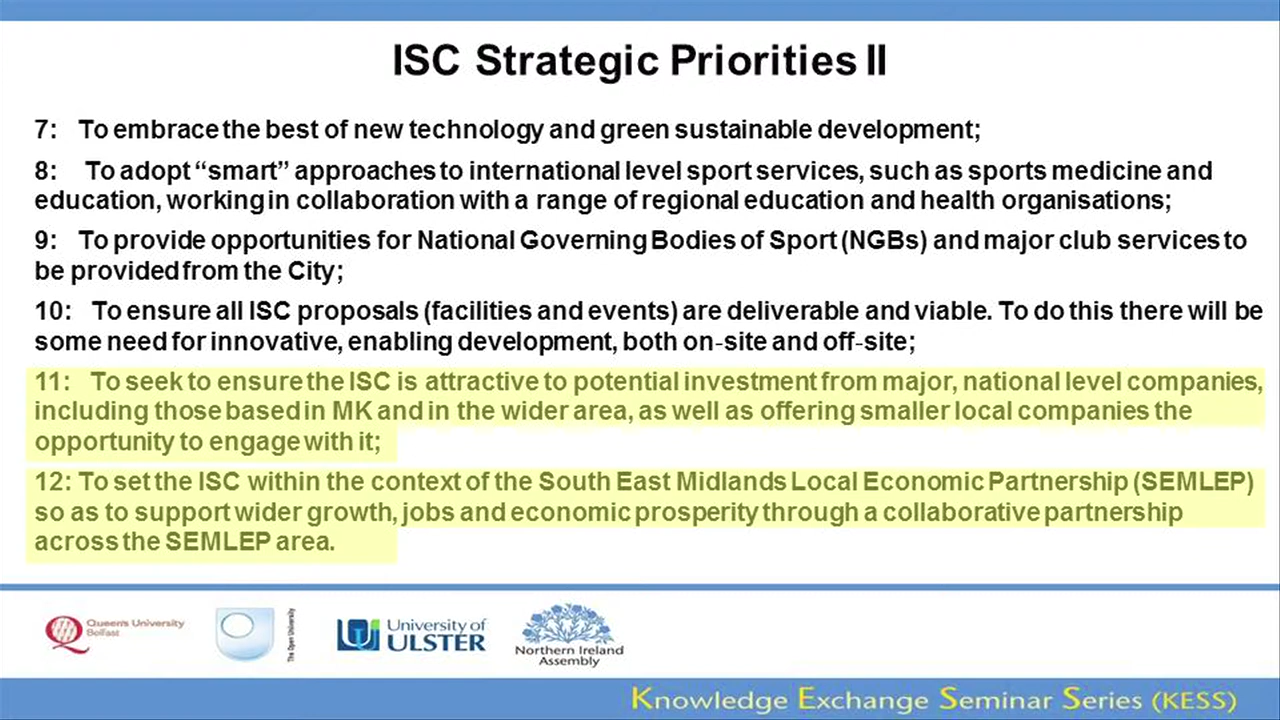 ISC Strategic Priorities II
7: To embrace the best of new technology and green sustainable development;
8: To adopt “smart” approaches to international level sport services, such as sports medicine and
education, working in collaboration with a range of regional education and health organisations;
9: To provide opportunities for National Governing Bodies of Sport (NGBs) and major club services to
be provided from the City;
10: To ensure all ISC proposals (facilities and events) are deliverable and viable. To do this there will be
some need for innovative, enabling development, both on-site and off-site;
11: To seek to ensure the ISC is attractive to potential investment from major, national level companies,
including those based in MK and in the wider area, as well as offering smaller local companies the
opportunity to engage with it;
12: To set the ISC within the context of the South East Midlands Local Economic Partnership (SEMLEP)
so as to support wider growth, jobs and economic prosperity through a collaborative partnership
across the SEMLEP area.
Queen's University
Belfast
The Open University
University of
ULSTER
Northern Ireland
Assembly
Knowledge Exchange Seminar Series (KESS)